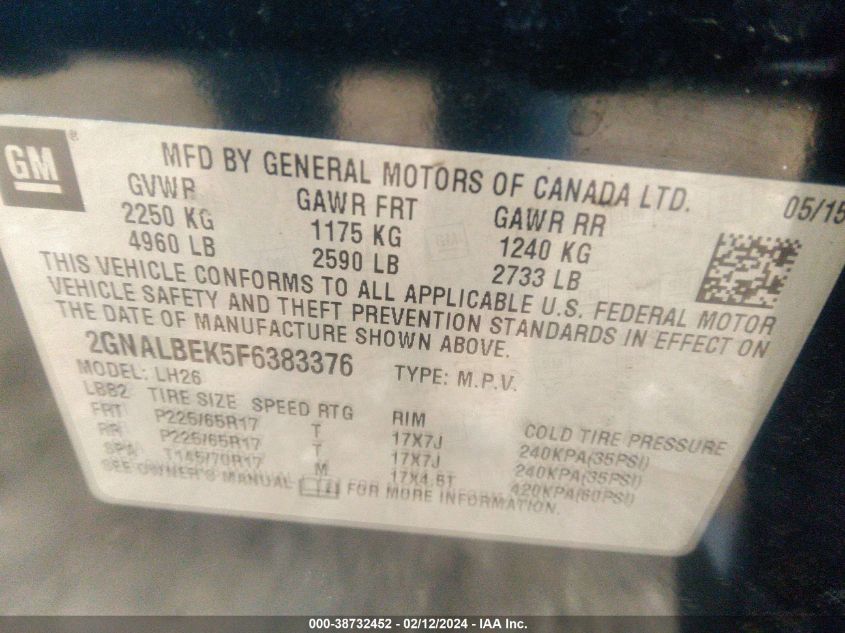 GM ®
MFD BY GENERAL MOTORS OF CANADA LTD. 05/15
GVWR GAWR FRT GAWR RR
2250 KG 1175 KG 1240 KG
4960 LB 2590 LB 2733 LB
THIS VEHICLE CONFORMS TO ALL APPLICABLE U.S. FEDERAL MOTOR
VEHICLE SAFETY AND THEFT PREVENTION STANDARDS IN EFFECT ON
THE DATE OF MANUFACTURE SHOWN ABOVE.
2GNALBEK5F6383376 TYPE: M.P.V.
MODEL: LH26
LBB2 TIRE SIZE SPEED RTG RIM COLD TIRE PRESSURE
FRT P225/65R17 T 17X7J 240KPA(35PSI)
RR P225/65R17 T 17X7J 240KPA(35PSI)
SPA T145/70R17 M 17X4.5T 420KPA(60PSI)
SEE OWNER'S MANUAL FOR MORE INFORMATION.
000-38732452 - 02/12/2024 - IAA Inc.